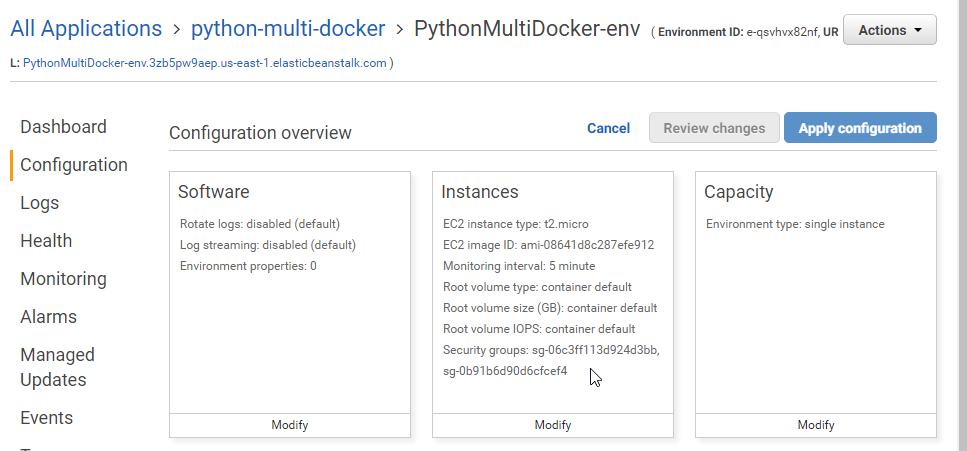 All Applications > python-multi-docker > PythonMultiDocker-env ( Environment ID: e-qsvhvx82nf, UR
L: PythonMultiDocker-env.3zb5pw9aep.us-east-1.elasticbeanstalk.com )
Actions
Dashboard
Configuration
Logs
Health
Monitoring
Alarms
Managed
Updates
Events
Configuration overview
Cancel
Review changes
Apply configuration
Software
Rotate logs: disabled (default)
Log streaming: disabled (default)
Environment properties: 0
Modify
Instances
EC2 instance type: t2.micro
EC2 image ID: ami-08641d8c287efe912
Monitoring interval: 5 minute
Root volume type: container default
Root volume size (GB): container default
Root volume IOPS: container default
Security groups: sg-06c3ff113d924d3bb,
sg-0b91b6d90d6cfcef4
Modify
Capacity
Environment type: single instance
Modify